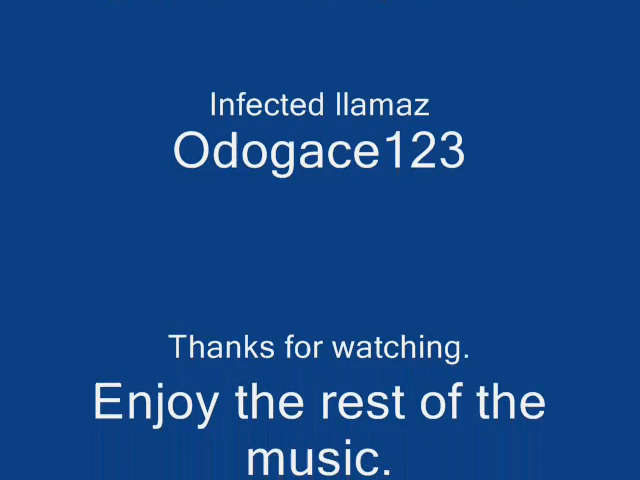 Infected llamaz
Odogace123
Thanks for watching.
Enjoy the rest of the
music.